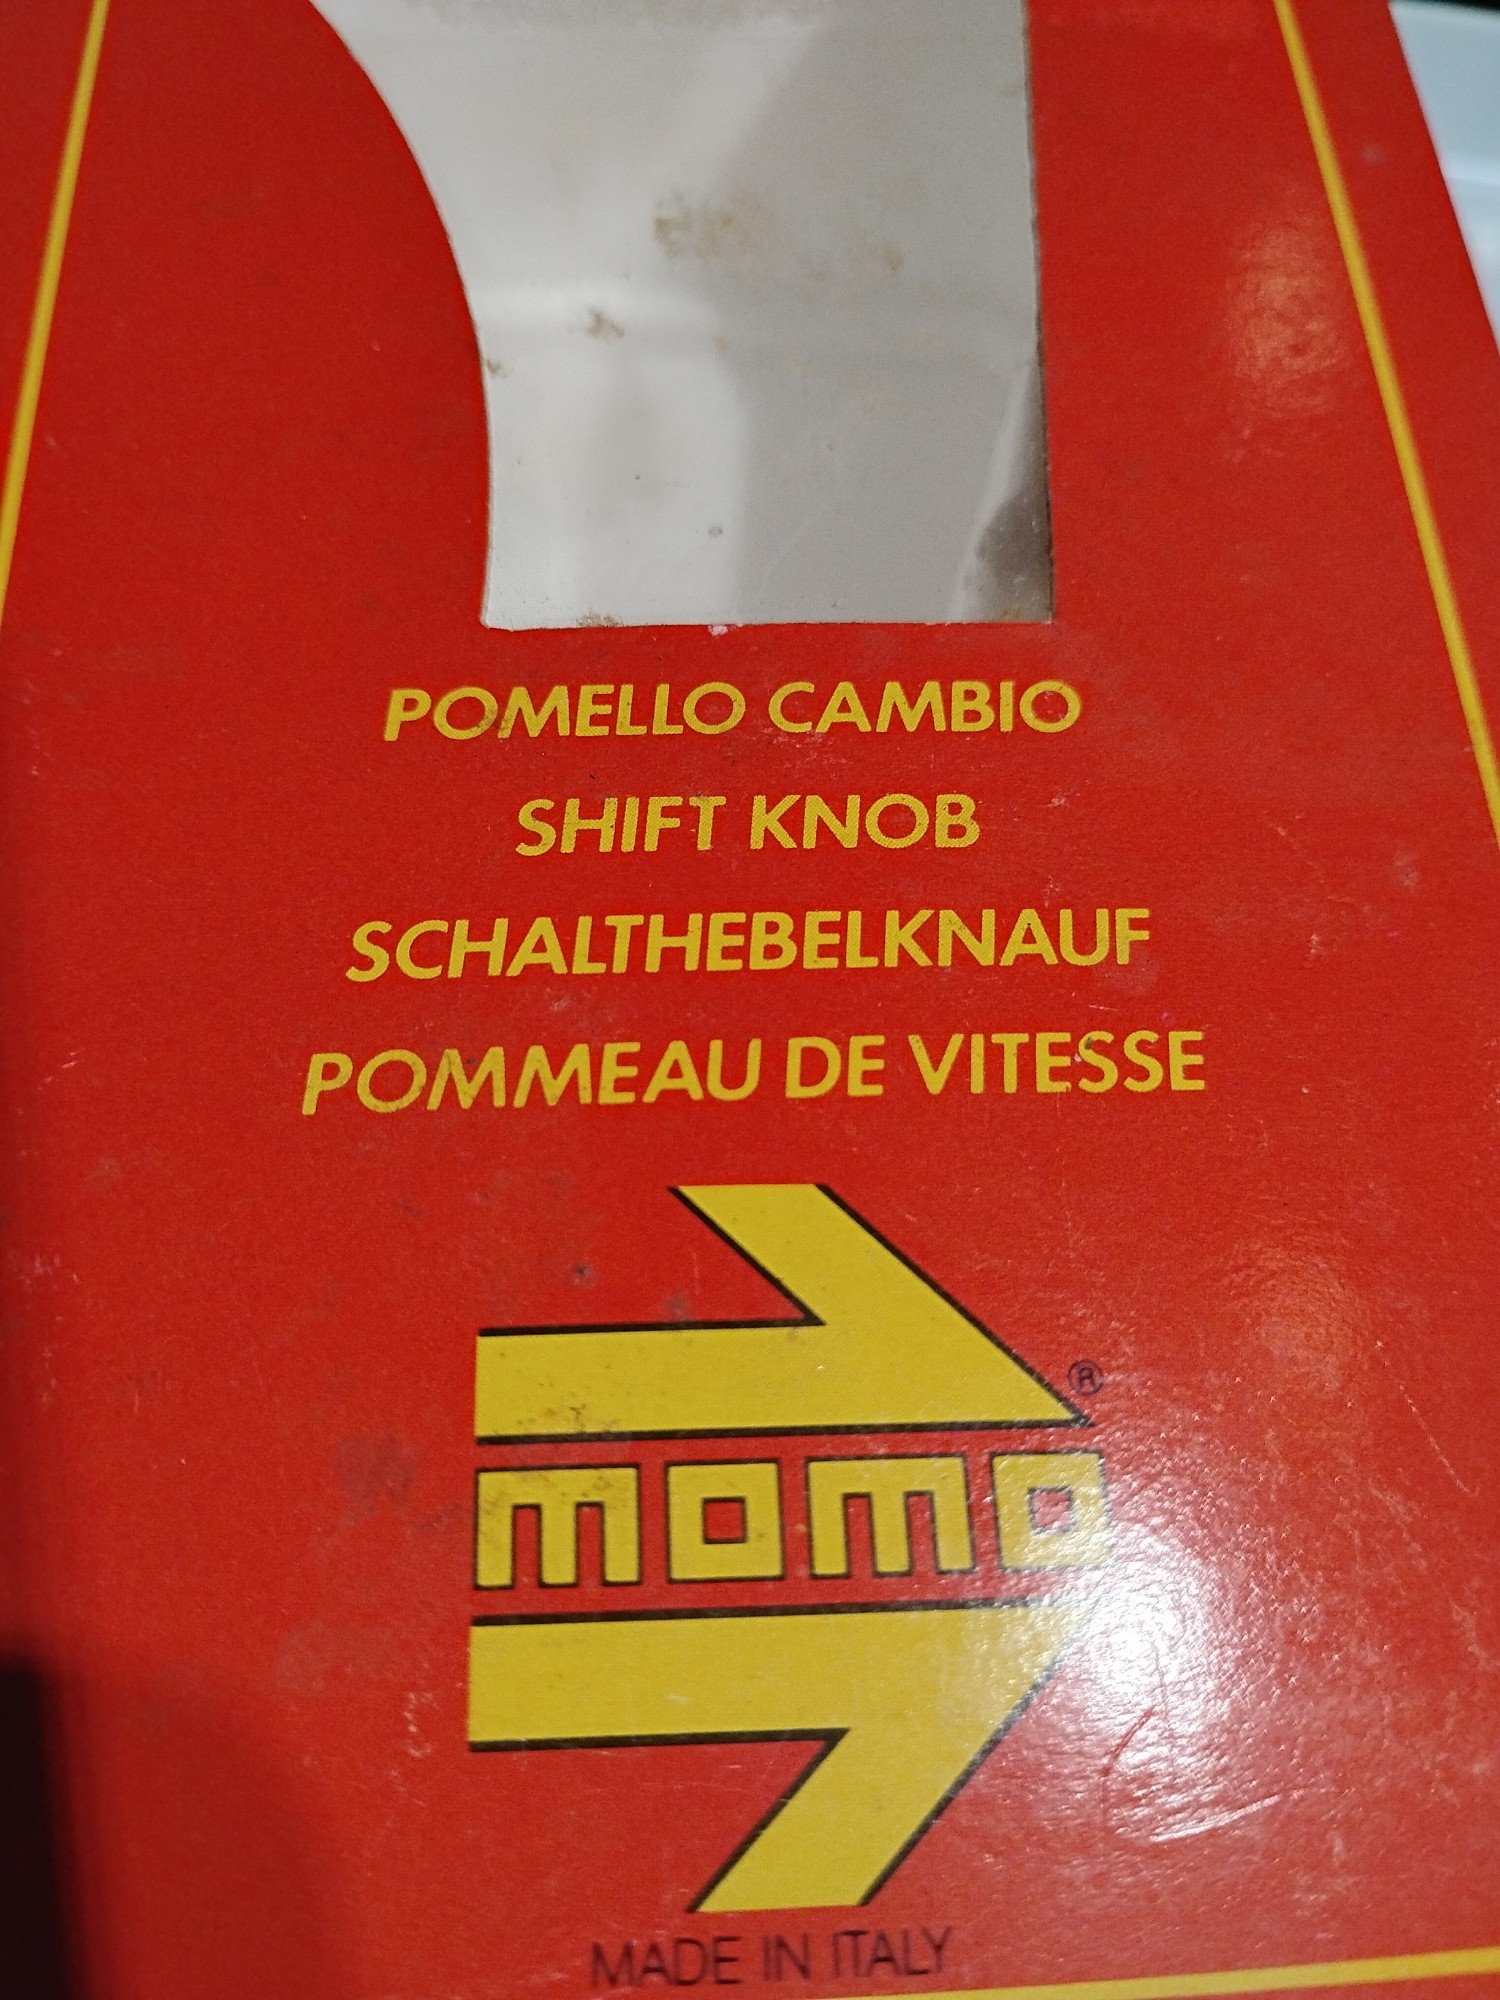 POMELLO CAMBIO
SHIFT KNOB
SCHALTHEBELKNAUF
POMMEAU DE VITESSE
®
momo
MADE IN ITALY